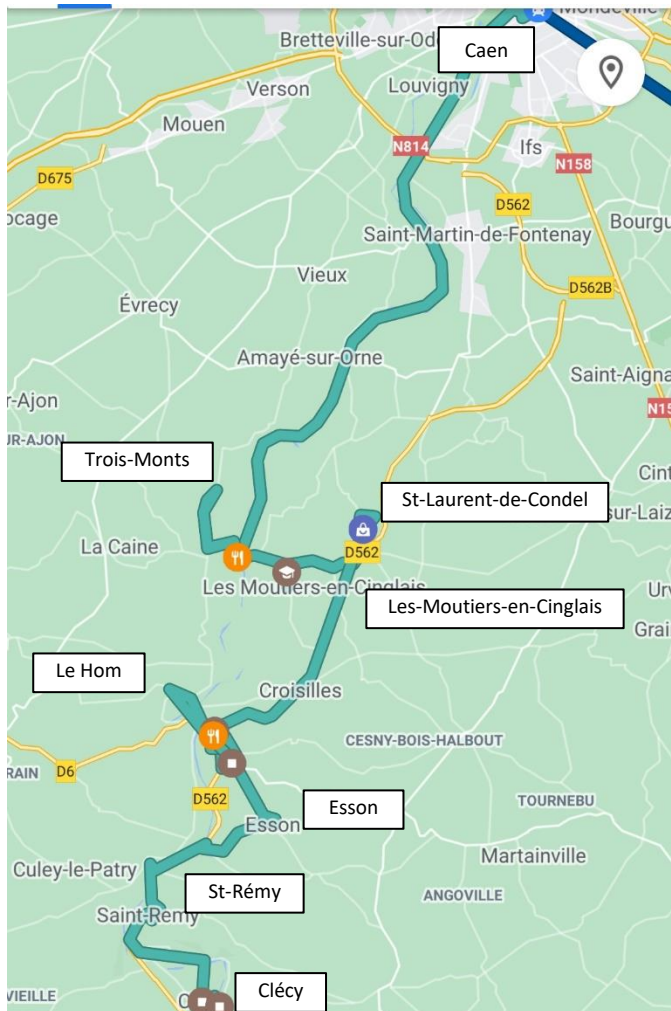 Mondeville
Bretteville-sur-Od
Caen
Verson
Louvigny
Mouen
N814
Ifs
N158
D675
D562
ocage
Saint-Martin-de-Fontenay
Bourgu
Vieux
D562B
Évrecy
Amayé-sur-Orne
Saint-Aigna
r-Ajon
N15
UR-AJON
Trois-Monts
Cint
St-Laurent-de-Condel
sur-Laiz
La Caine
D562
Les Moutiers-en-Cinglais
Urv
Les-Moutiers-en-Cinglais
Grai
Le Hom
Croisilles
CESNY-BOIS-HALBOUT
RAIN
D6
D562
TOURNEBU
Esson
Esson
Martainville
Culey-le-Patry
St-Rémy
ANGOVILLE
Saint-Rémy
VIEILLE
C
Clécy